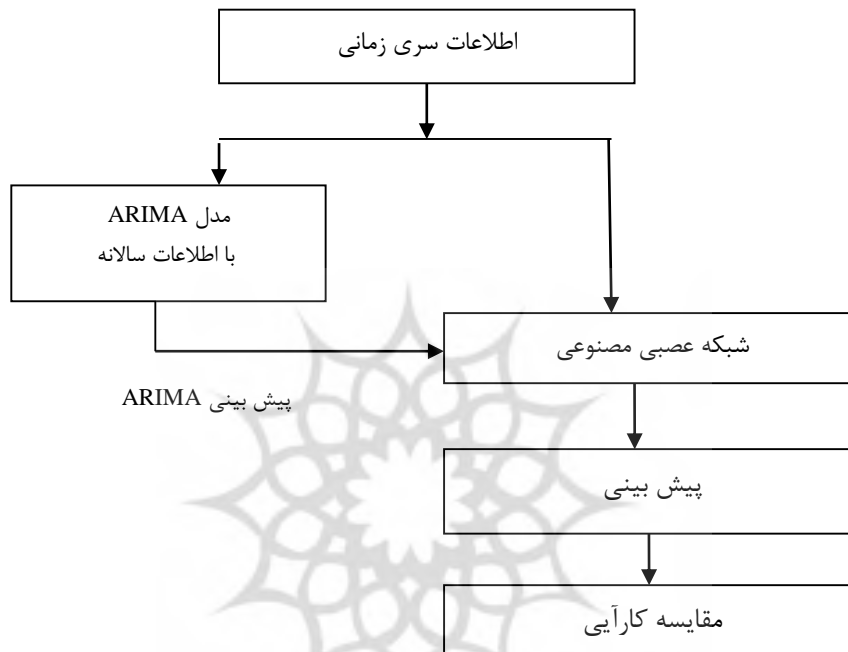 اطلاعات سری زمانی
مدل ARIMA
با اطلاعات سالانه
شبکه عصبی مصنوعی
پیش بینی ARIMA
پیش بینی
مقایسه کارآیی